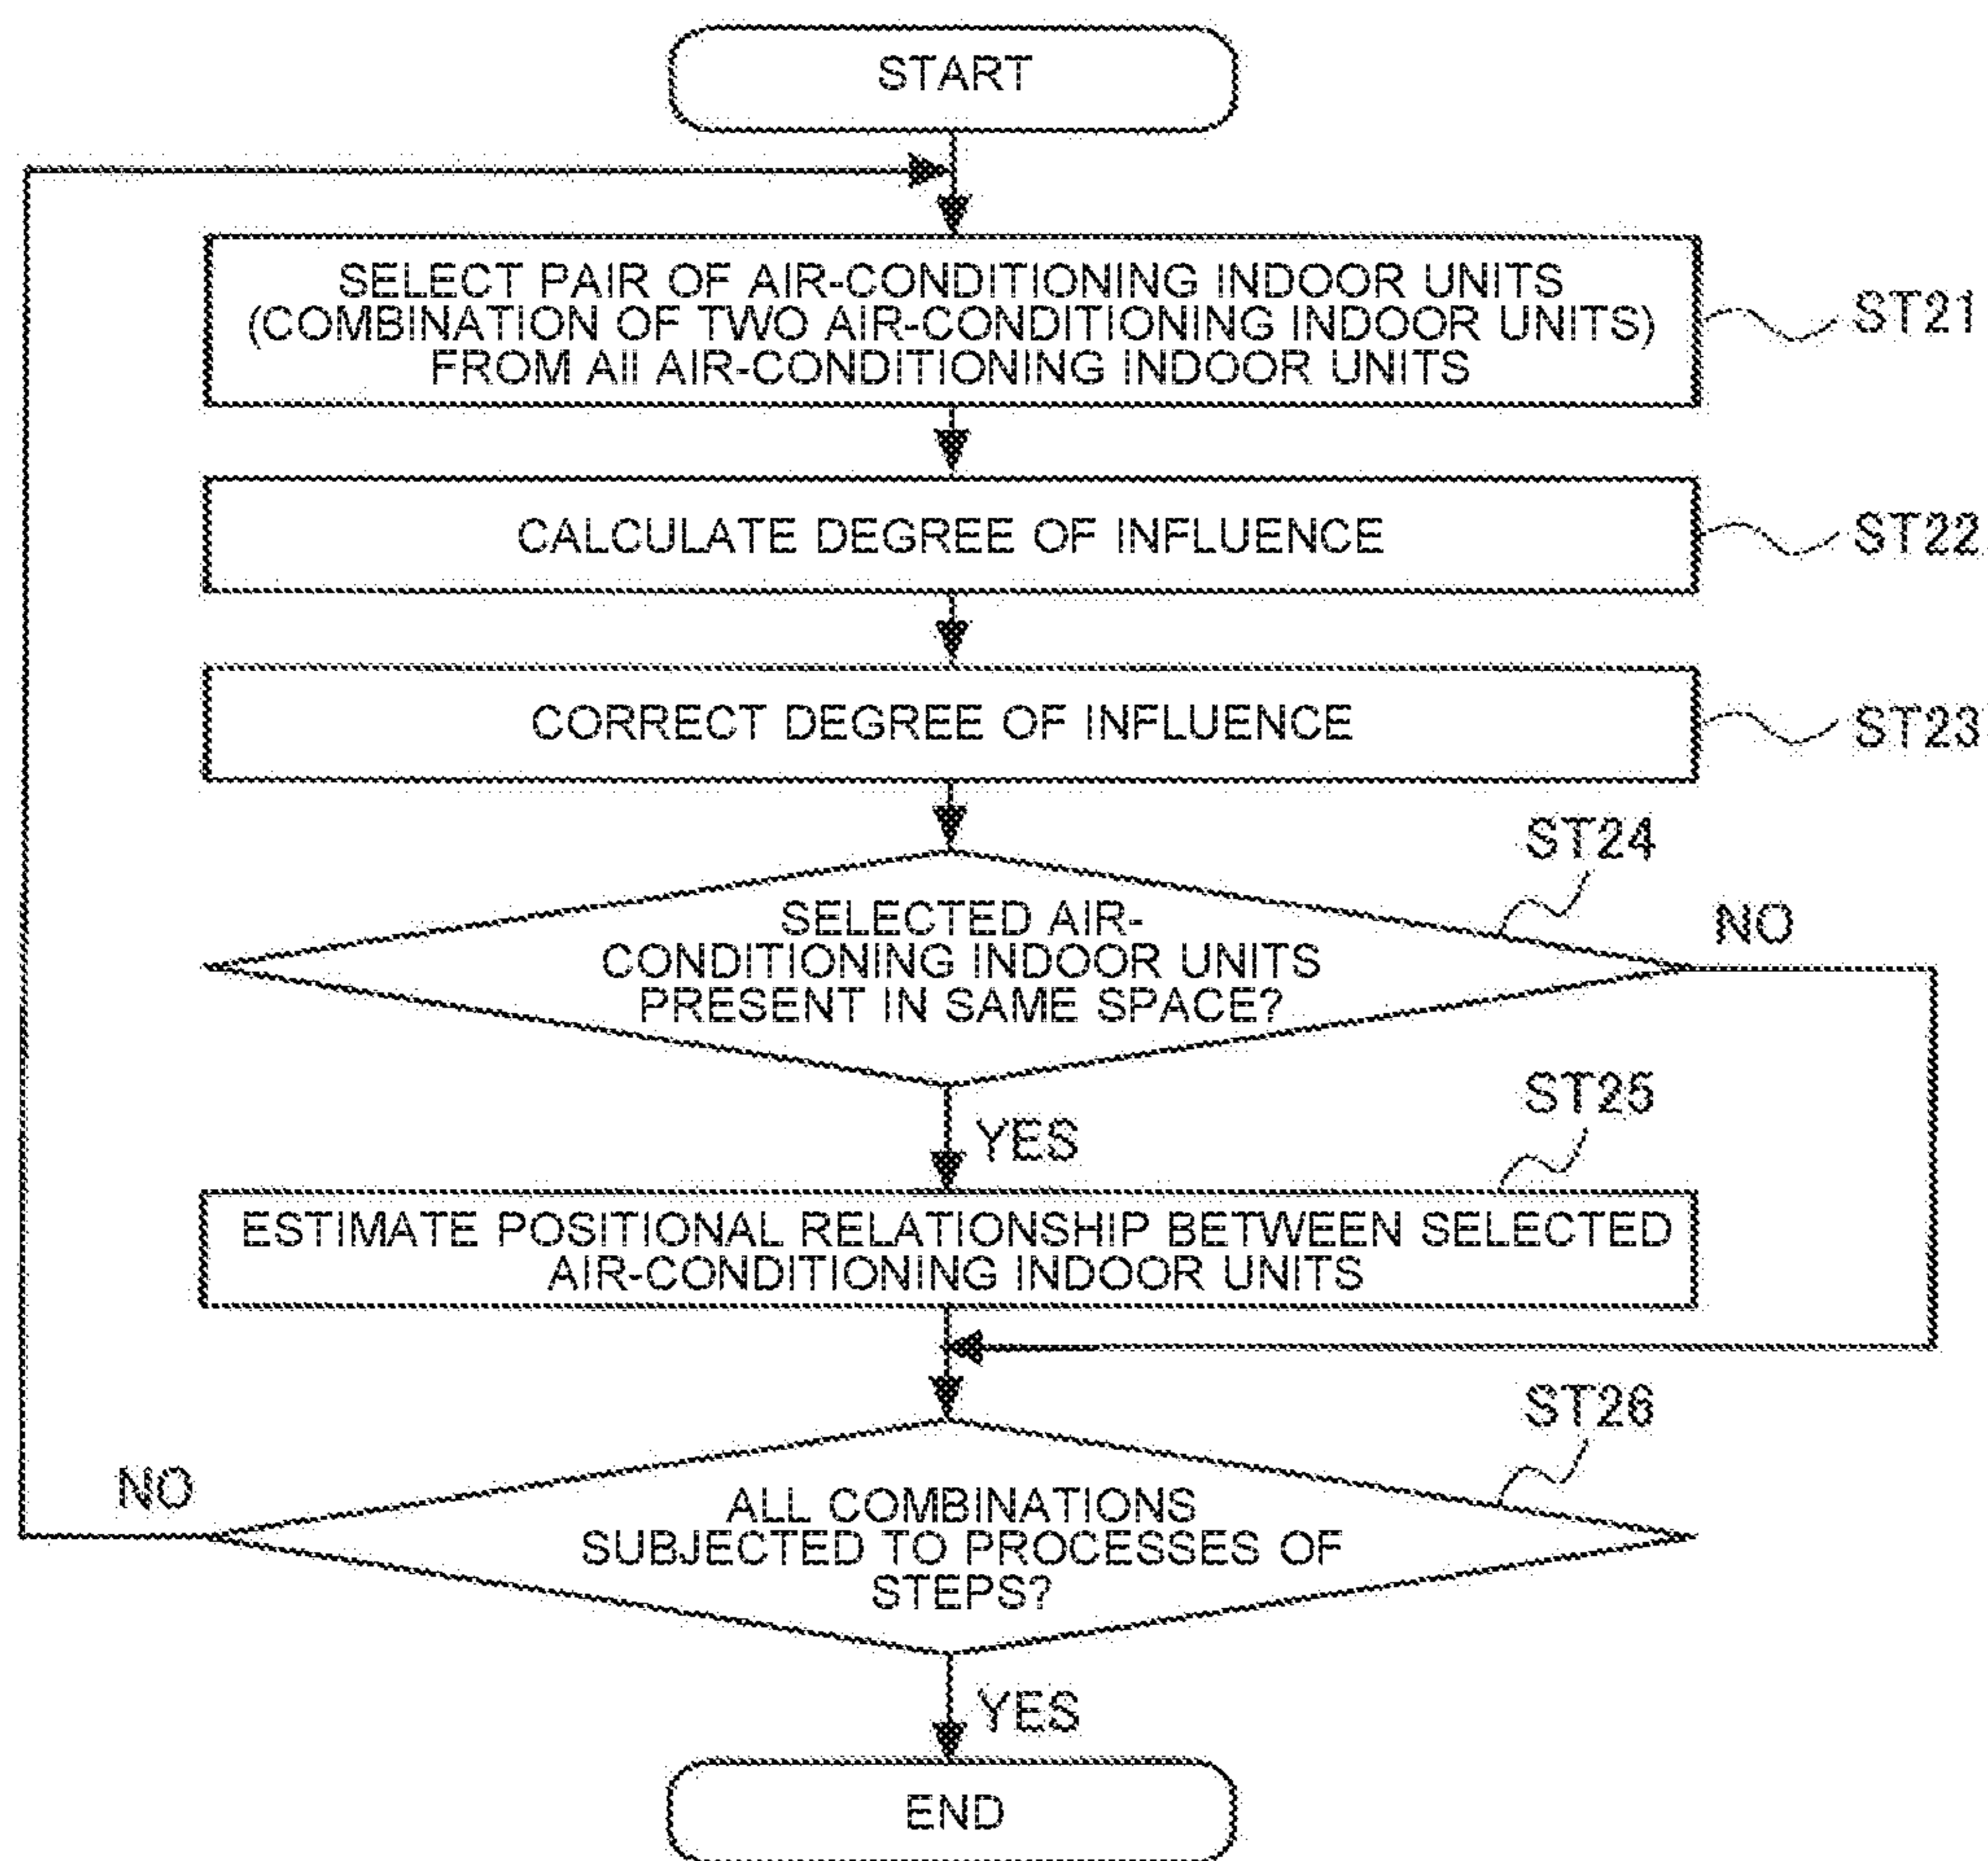 START
SELECT PAIR OF AIR-CONDITIONING INDOOR UNITS
(COMBINATION OF TWO AIR-CONDITIONING INDOOR UNITS)
FROM All AIR-CONDITIONING INDOOR UNITS
ST21
CALCULATE DEGREE OF INFLUENCE
ST22
CORRECT DEGREE OF INFLUENCE
ST23
ST24
SELECTED AIR-
CONDITIONING INDOOR UNITS
PRESENT IN SAME SPACE?
NO
YES
ST25
ESTIMATE POSITIONAL RELATIONSHIP BETWEEN SELECTED
AIR-CONDITIONING INDOOR UNITS
ST26
NO
ALL COMBINATIONS
SUBJECTED TO PROCESSES OF
STEPS?
YES
END